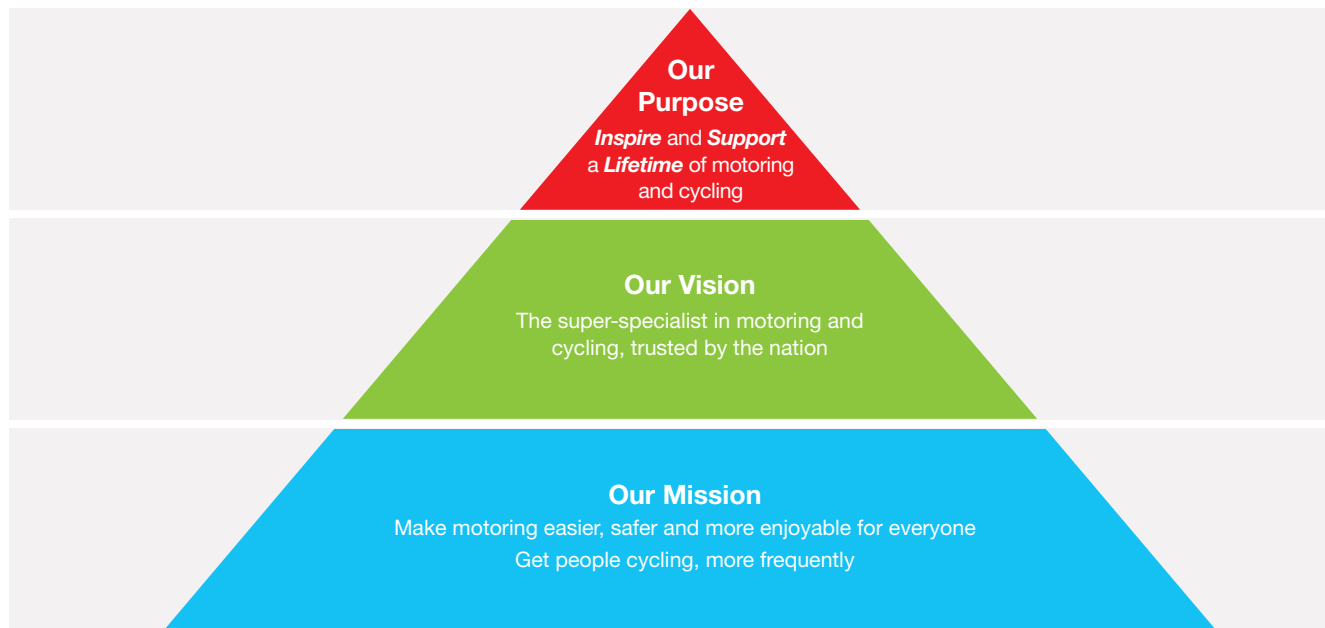 Our
Purpose
Inspire and Support
a Lifetime of motoring
and cycling
Our Vision
The super-specialist in motoring and
cycling, trusted by the nation
Our Mission
Make motoring easier, safer and more enjoyable for everyone
Get people cycling, more frequently